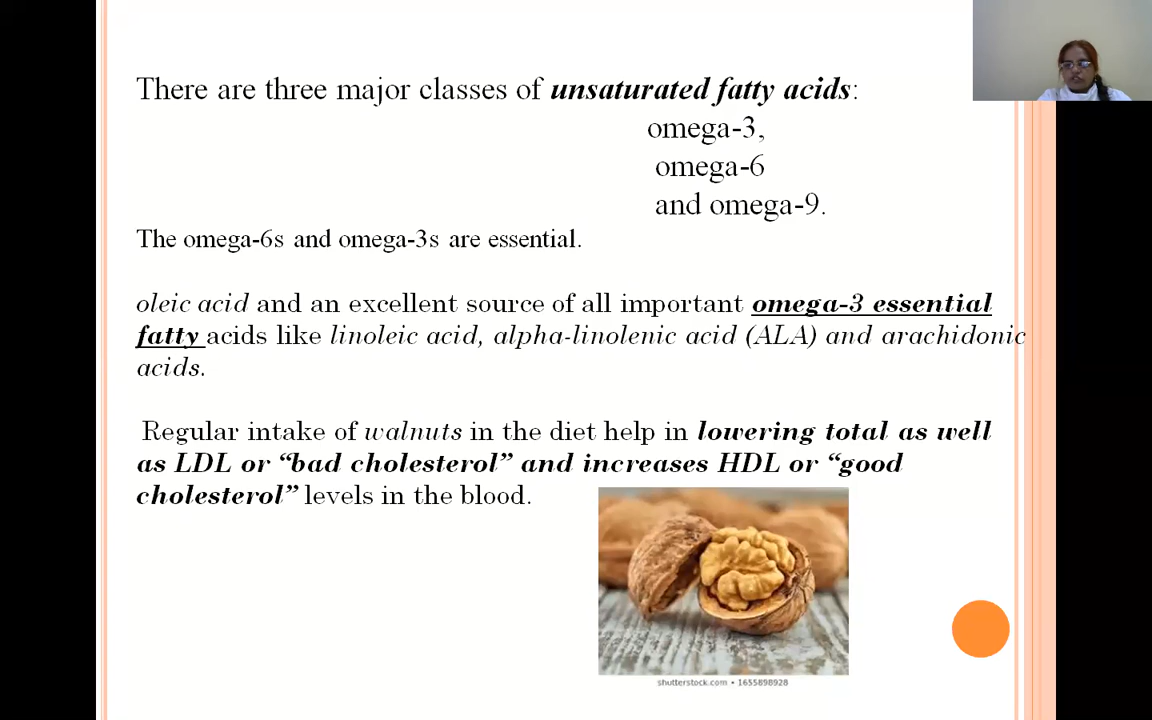 There are three major classes of unsaturated fatty acids:
omega-3,
omega-6
and omega-9.
The omega-6s and omega-3s are essential.
oleic acid and an excellent source of all important omega-3 essential
fatty acids like linoleic acid, alpha-linolenic acid (ALA) and arachidonic
acids.
Regular intake of walnuts in the diet help in lowering total as well
as LDL or “bad cholesterol” and increases HDL or “good
cholesterol” levels in the blood.
shutterstock.com • 1655898928